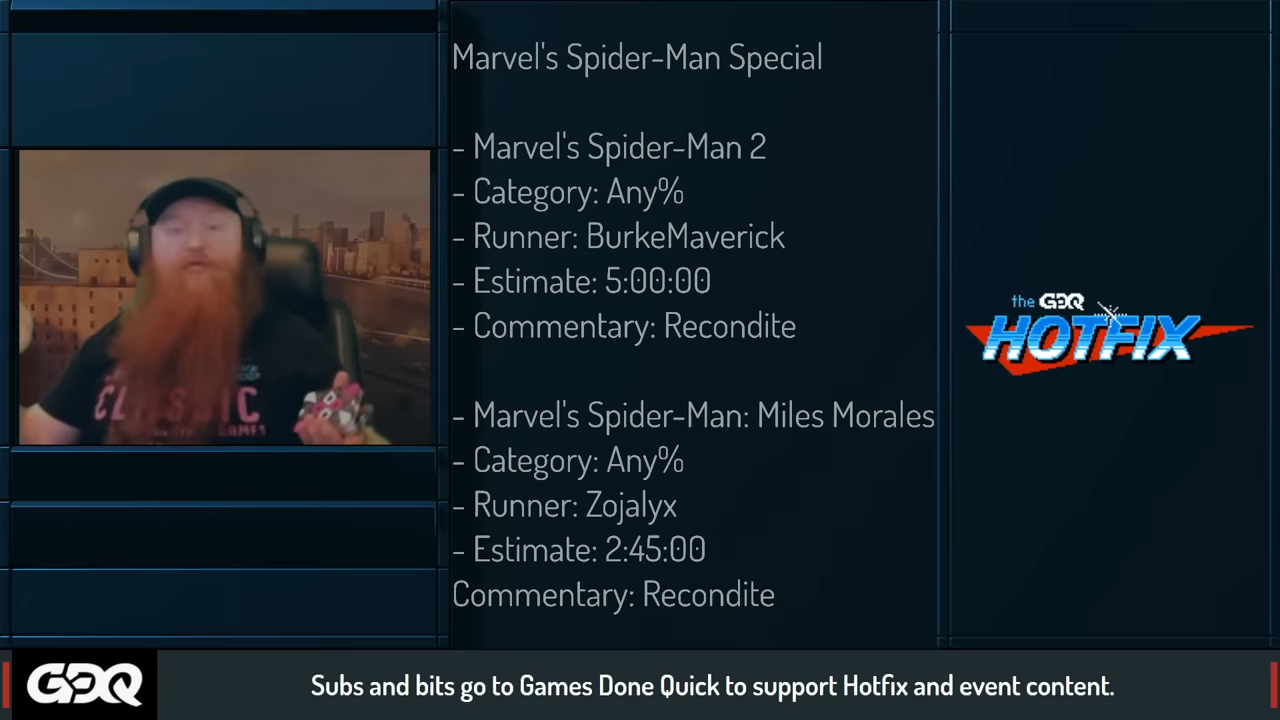 Marvel's Spider-Man Special
- Marvel's Spider-Man 2
- Category: Any%
- Runner: BurkeMaverick
- Estimate: 5:00:00
- Commentary: Recondite
- Marvel's Spider-Man: Miles Morales
- Category: Any%
- Runner: Zojalyx
- Estimate: 2:45:00
Commentary: Recondite
CLASSIC
GAMES
the GDQ
HOTFIX
GDQ
Subs and bits go to Games Done Quick to support Hotfix and event content.